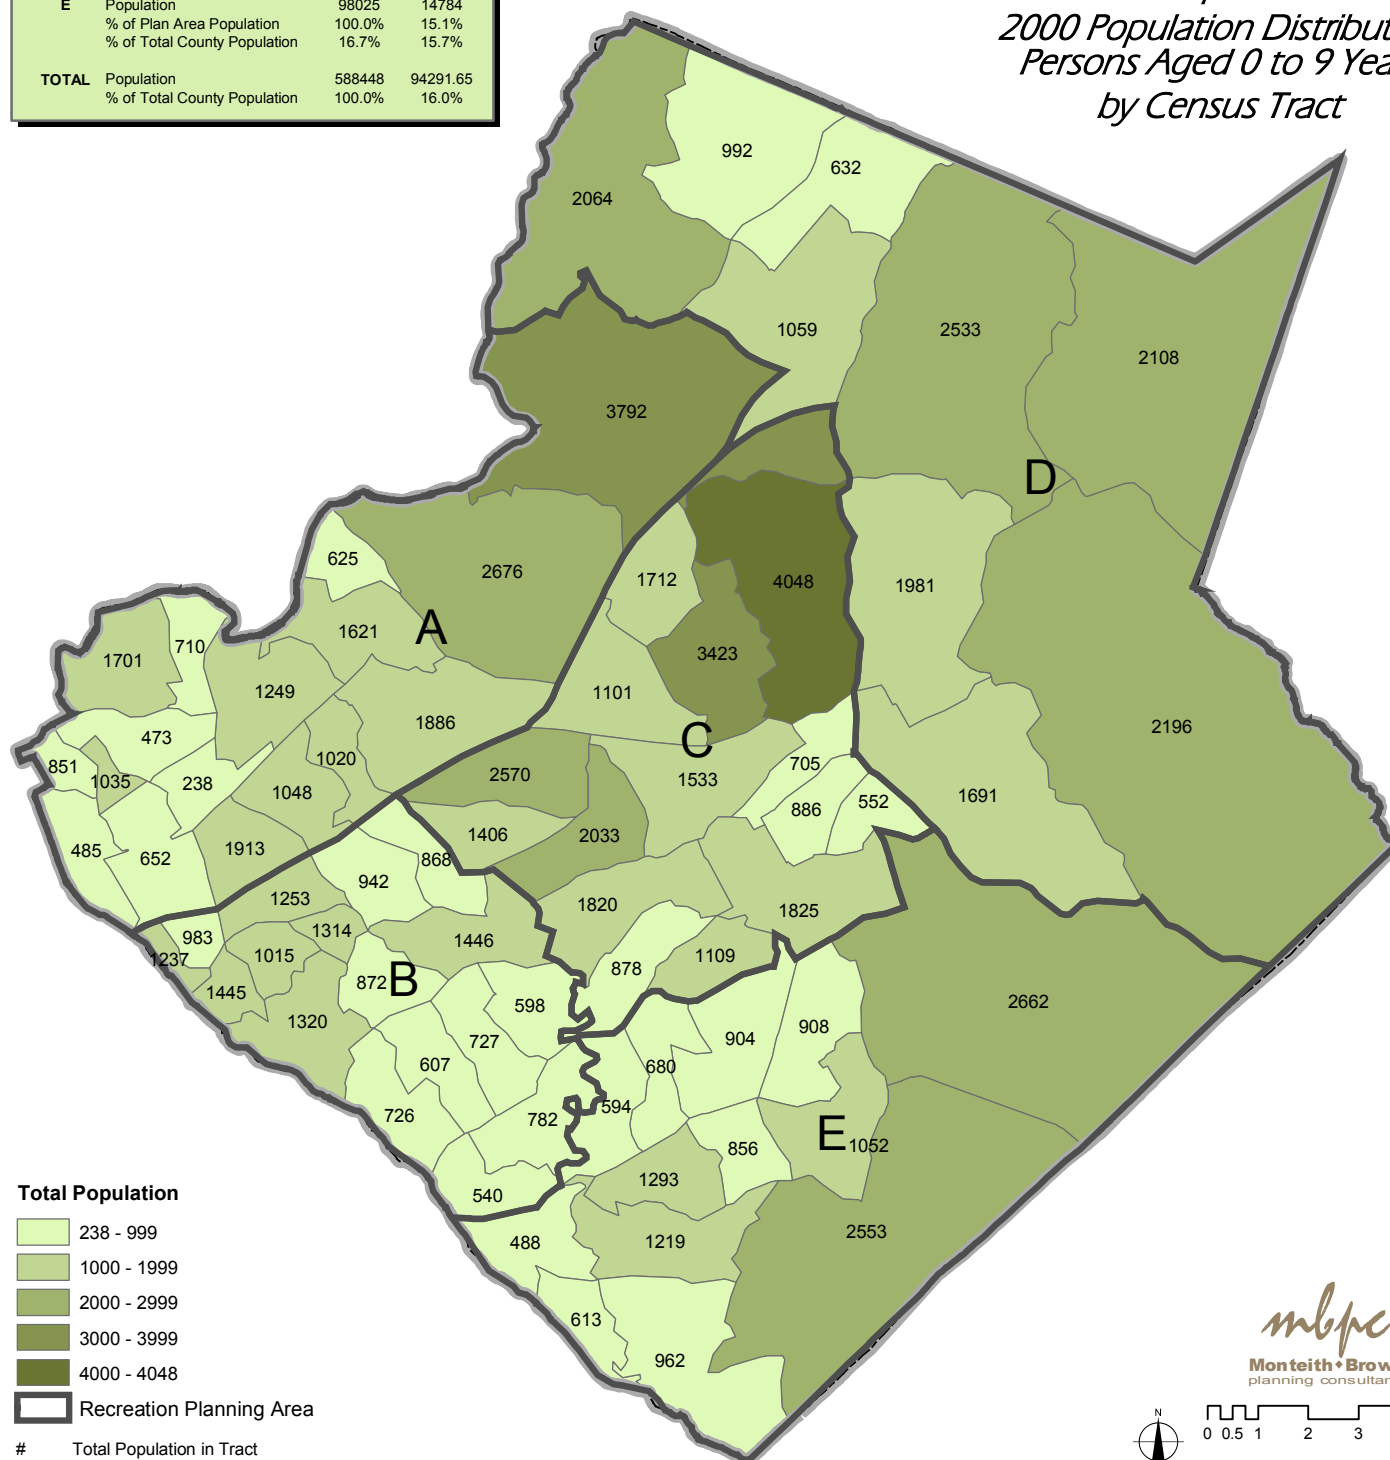 E Population 98025 14784
% of Plan Area Population 100.0% 15.1%
% of Total County Population 16.7% 15.7%
TOTAL Population 588448 94291.65
% of Total County Population 100.0% 16.0%
2000 Population Distribut
Persons Aged 0 to 9 Yea
by Census Tract
992
632
2064
1059
2533
2108
3792
D
625
2676
1712
4048
1981
1621
A
710
1701
3423
1249
1101
1886
2196
473
C
1020
705
851
1035
238
2570
1533
1048
1691
886
552
1406
2033
1913
485
652
868
942
1253
1820
1825
1314
983
1446
1015
1109
1237
878
872
B
1445
598
2662
1320
908
727
904
607
680
594
726
782
E
1052
856
1293
540
2553
488
1219
613
962
Total Population
238 - 999
1000 - 1999
2000 - 2999
3000 - 3999
4000 - 4048
Recreation Planning Area
# Total Population in Tract
mbpc
Monteith♦Brow
planning consultan
N
0 0.5 1 2 3